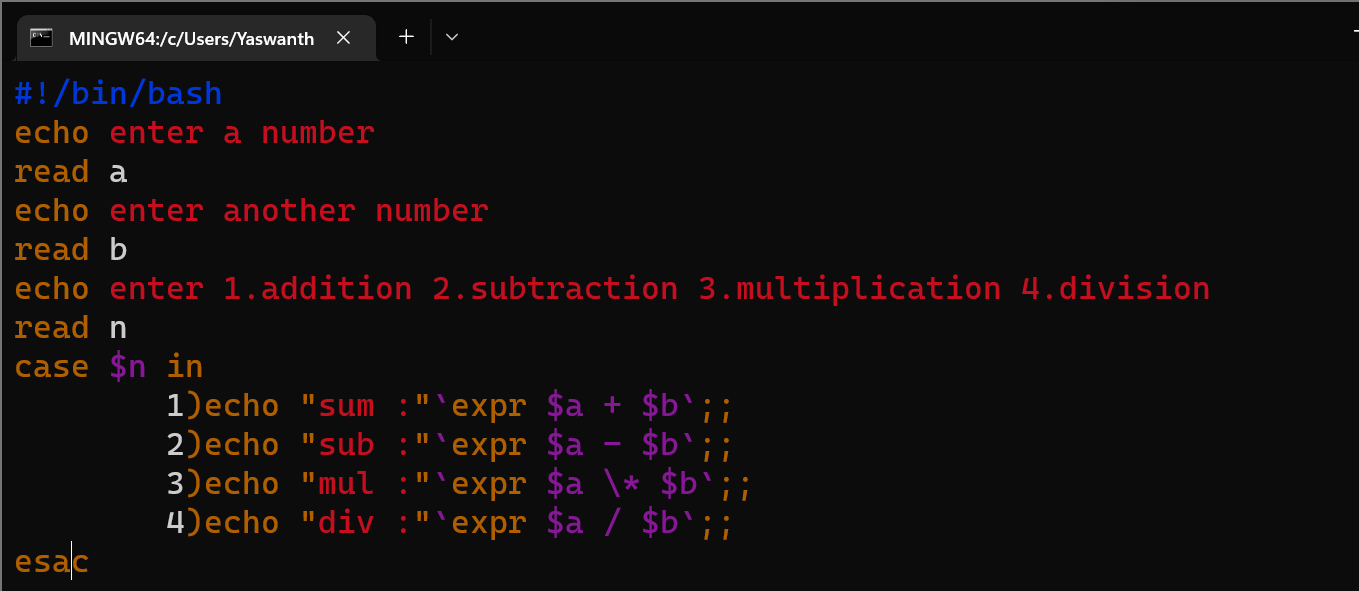 MINGW64:/c/Users/Yaswanth
#!/bin/bash
echo enter a number
read a
echo enter another number
read b
echo enter 1.addition 2.subtraction 3.multiplication 4.division
read n
case $n in
        1)echo "sum :"`expr $a + $b`;;
        2)echo "sub :"`expr $a - $b`;;
        3)echo "mul :"`expr $a \* $b`;;
        4)echo "div :"`expr $a / $b`;;
esac